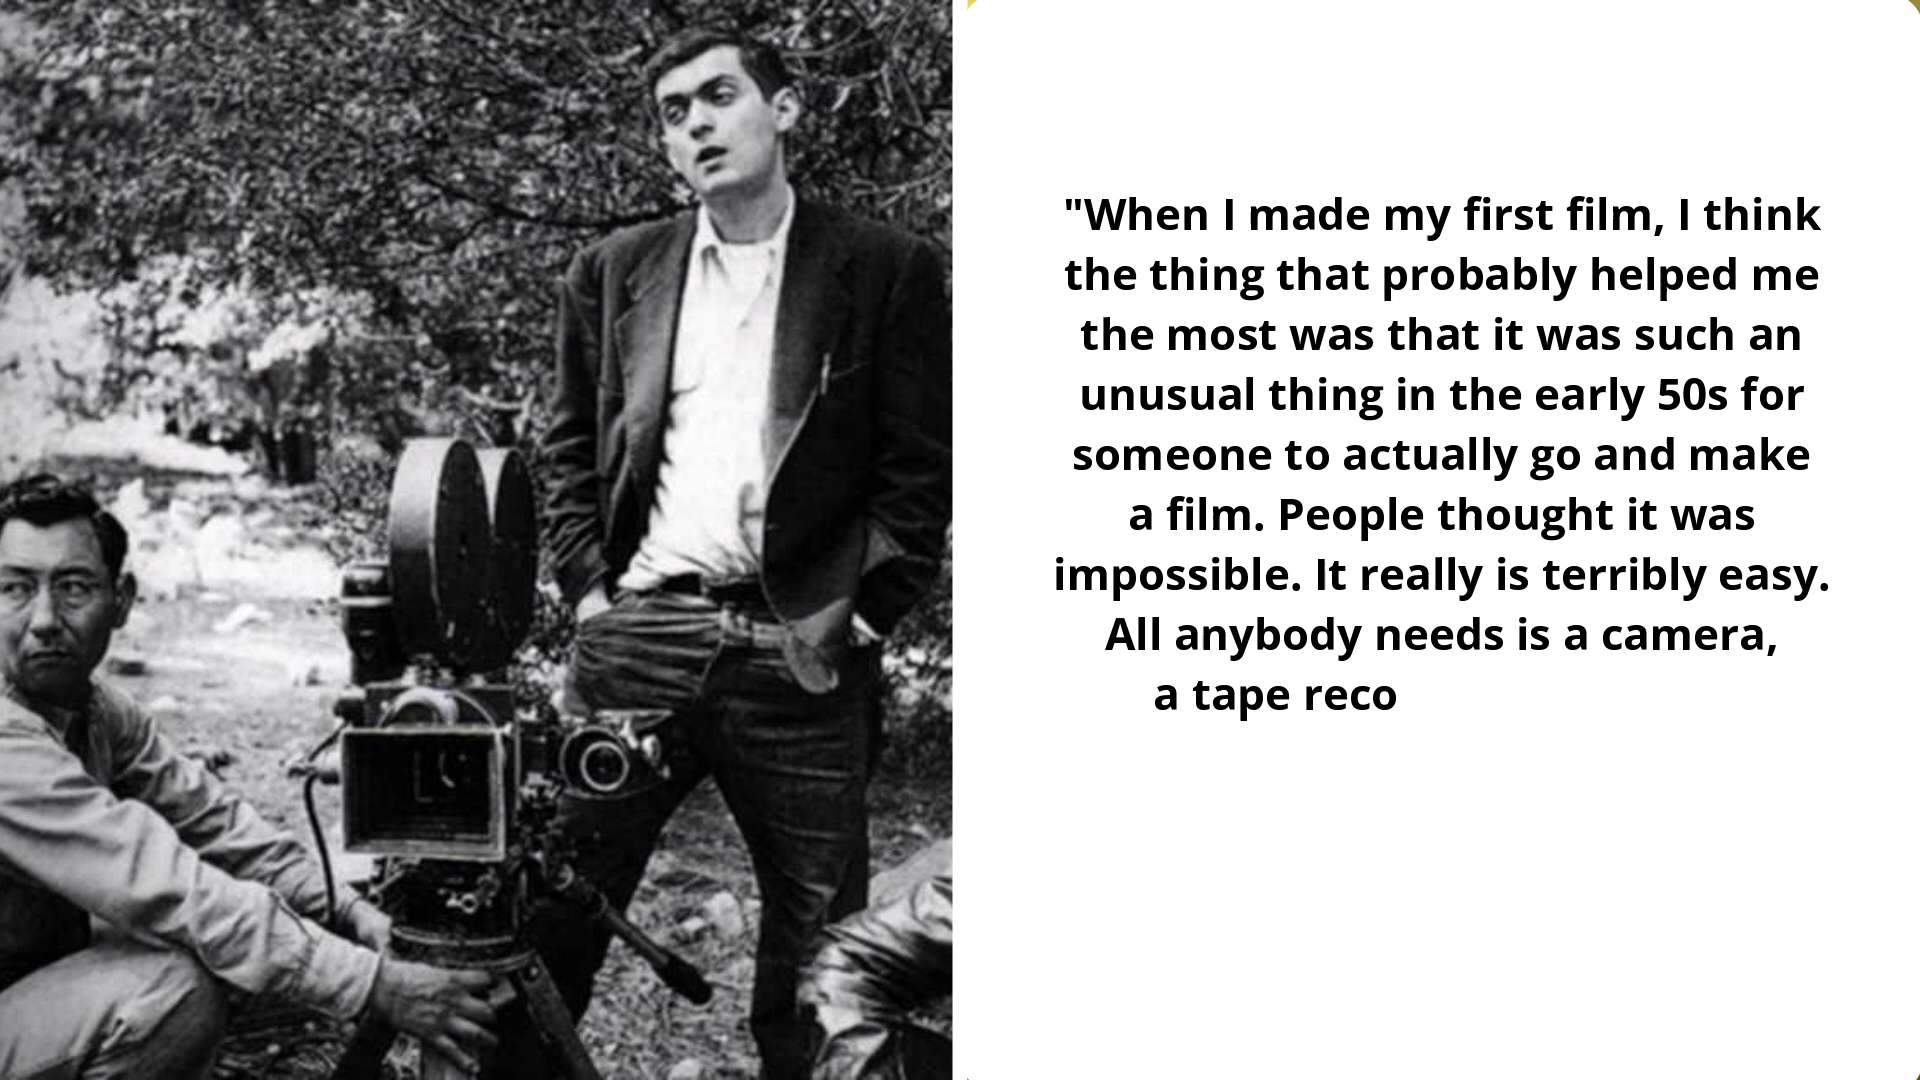 "When I made my first film, I think
the thing that probably helped me
the most was that it was such an
unusual thing in the early 50s for
someone to actually go and make
a film. People thought it was
impossible. It really is terribly easy.
All anybody needs is a camera,
a tape reco